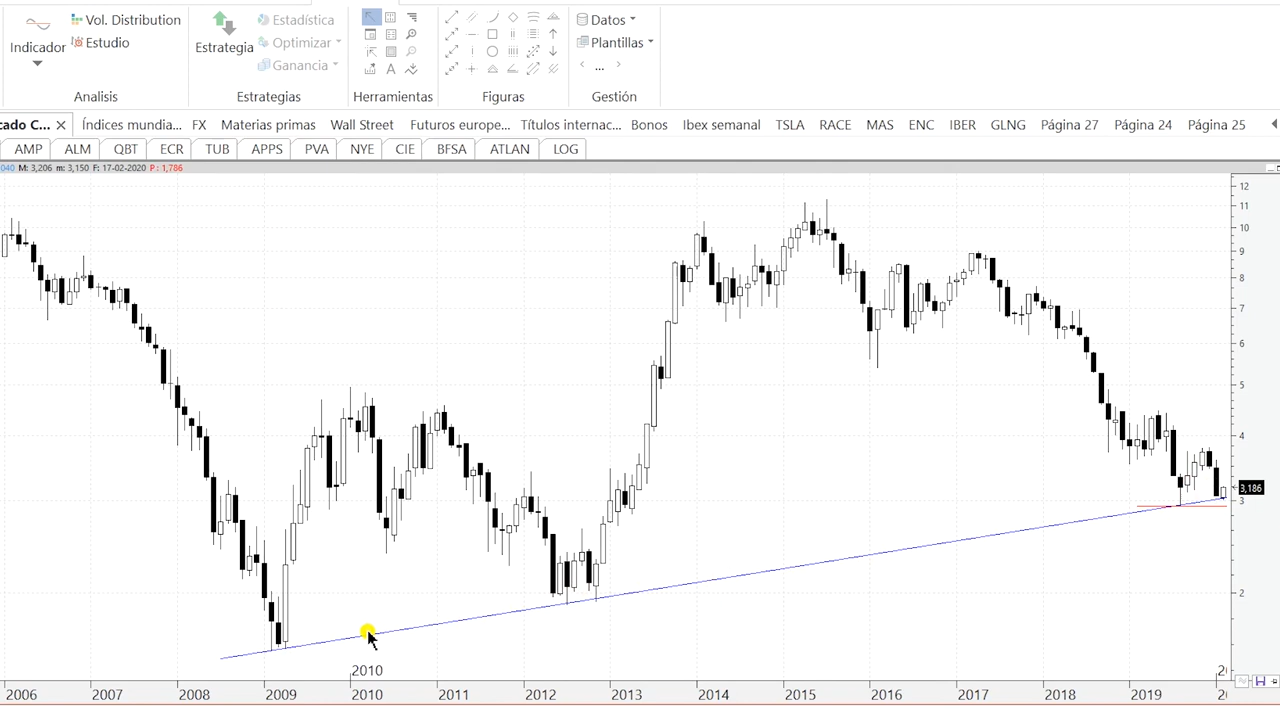 Vol. Distribution
Estadística
Datos
Indicador
Estudio
Estrategia
Optimizar
Plantillas
Ganancia
...
Analisis
Estrategias
Herramientas
Figuras
Gestión
cado C...
Índices mundia...
FX
Materias primas
Wall Street
Futuros europe...
Títulos internac...
Bonos
Ibex semanal
TSLA
RACE
MAS
ENC
IBER
GLNG
Página 27
Página 24
Página 25
AMP
ALM
QBT
ECR
TUB
APPS
PVA
NYE
CIE
BFSA
ATLAN
LOG
040 M: 3,206 m: 3,150 F: 17-02-2020 P : 1,786
12
11
10
9
8
7
6
5
4
3,186
3
2
2010
2006
2007
2008
2009
2010
2011
2012
2013
2014
2015
2016
2017
2018
2019